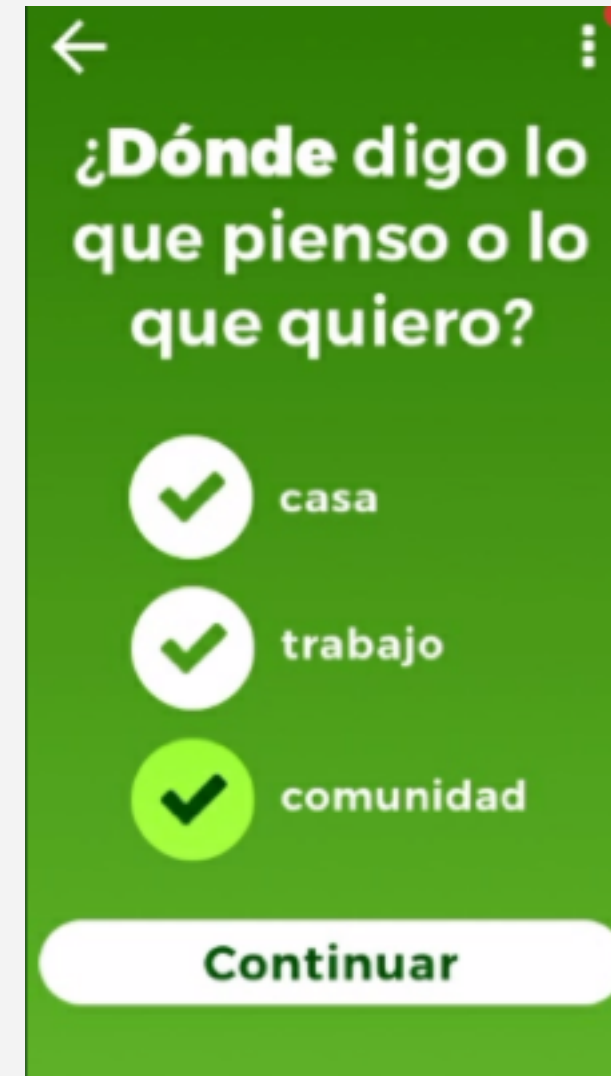 ¿Dónde digo lo
que pienso o lo
que quiero?
casa
trabajo
comunidad
Continuar